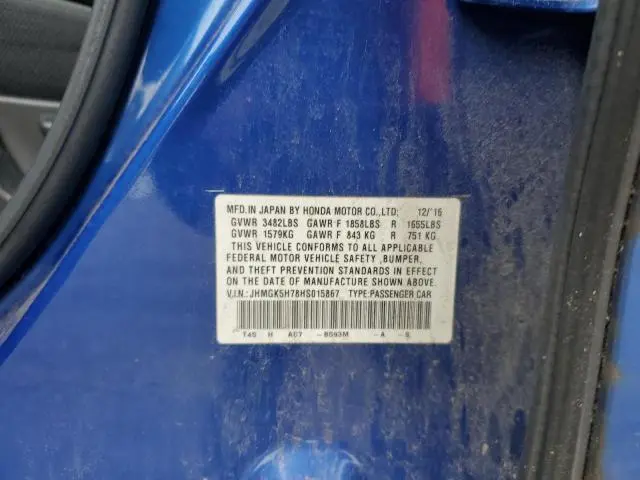 MFD.IN JAPAN BY HONDA MOTOR CO.,LTD: 12/'16
GVWR 3482LBS GAWR F 1858LBS R 1655LBS
GVWR 1579KG GAWR F 843 KG R 751 KG
THIS VEHICLE CONFORMS TO ALL APPLICABLE
FEDERAL MOTOR VEHICLE SAFETY ,BUMPER,
AND THEFT PREVENTION STANDARDS IN EFFECT
ON THE DATE OF MANUFACTURE SHOWN ABOVE.
V.I.N.:JHMGK5H78HS015867 TYPE:PASSENGER CAR
T4S H A07 -B593M -A -S